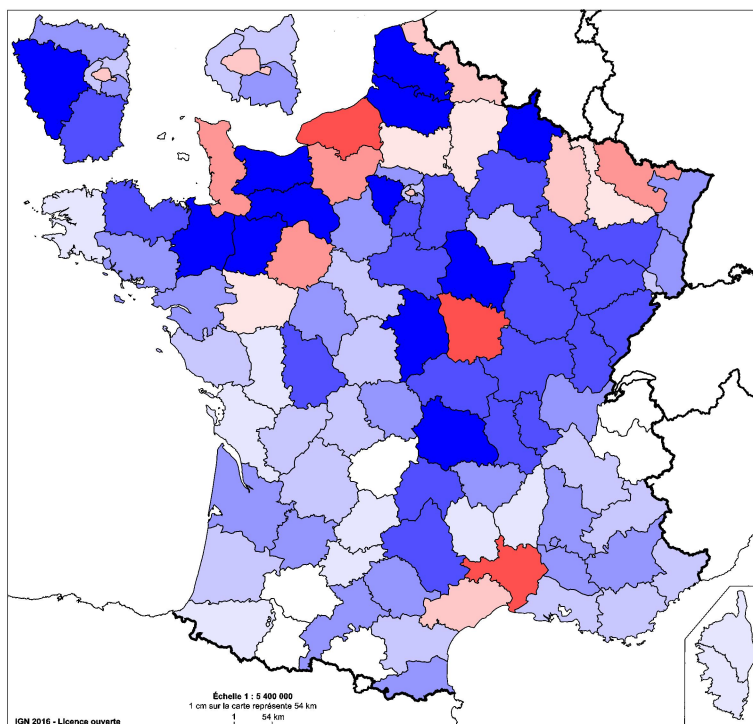 Échelle 1 : 5 400 000
1 cm sur la carte représente 54 km
1 54 km
IGN 2016 - Licence ouverte